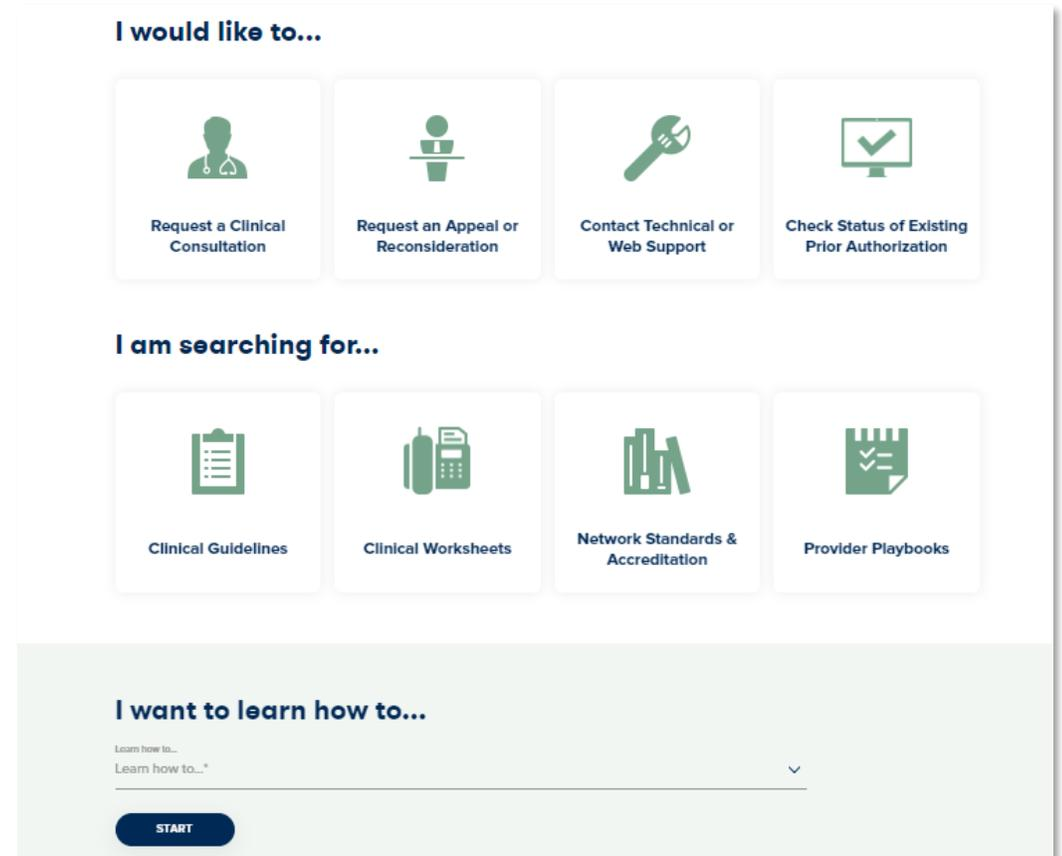 I would like to...
Request a Clinical
Consultation
Request an Appeal or
Reconsideration
Contact Technical or
Web Support
Check Status of Existing
Prior Authorization
I am searching for...
Clinical Guidelines
Clinical Worksheets
Network Standards &
Accreditation
Provider Playbooks
I want to learn how to...
Learn how to...
Learn how to...*
START